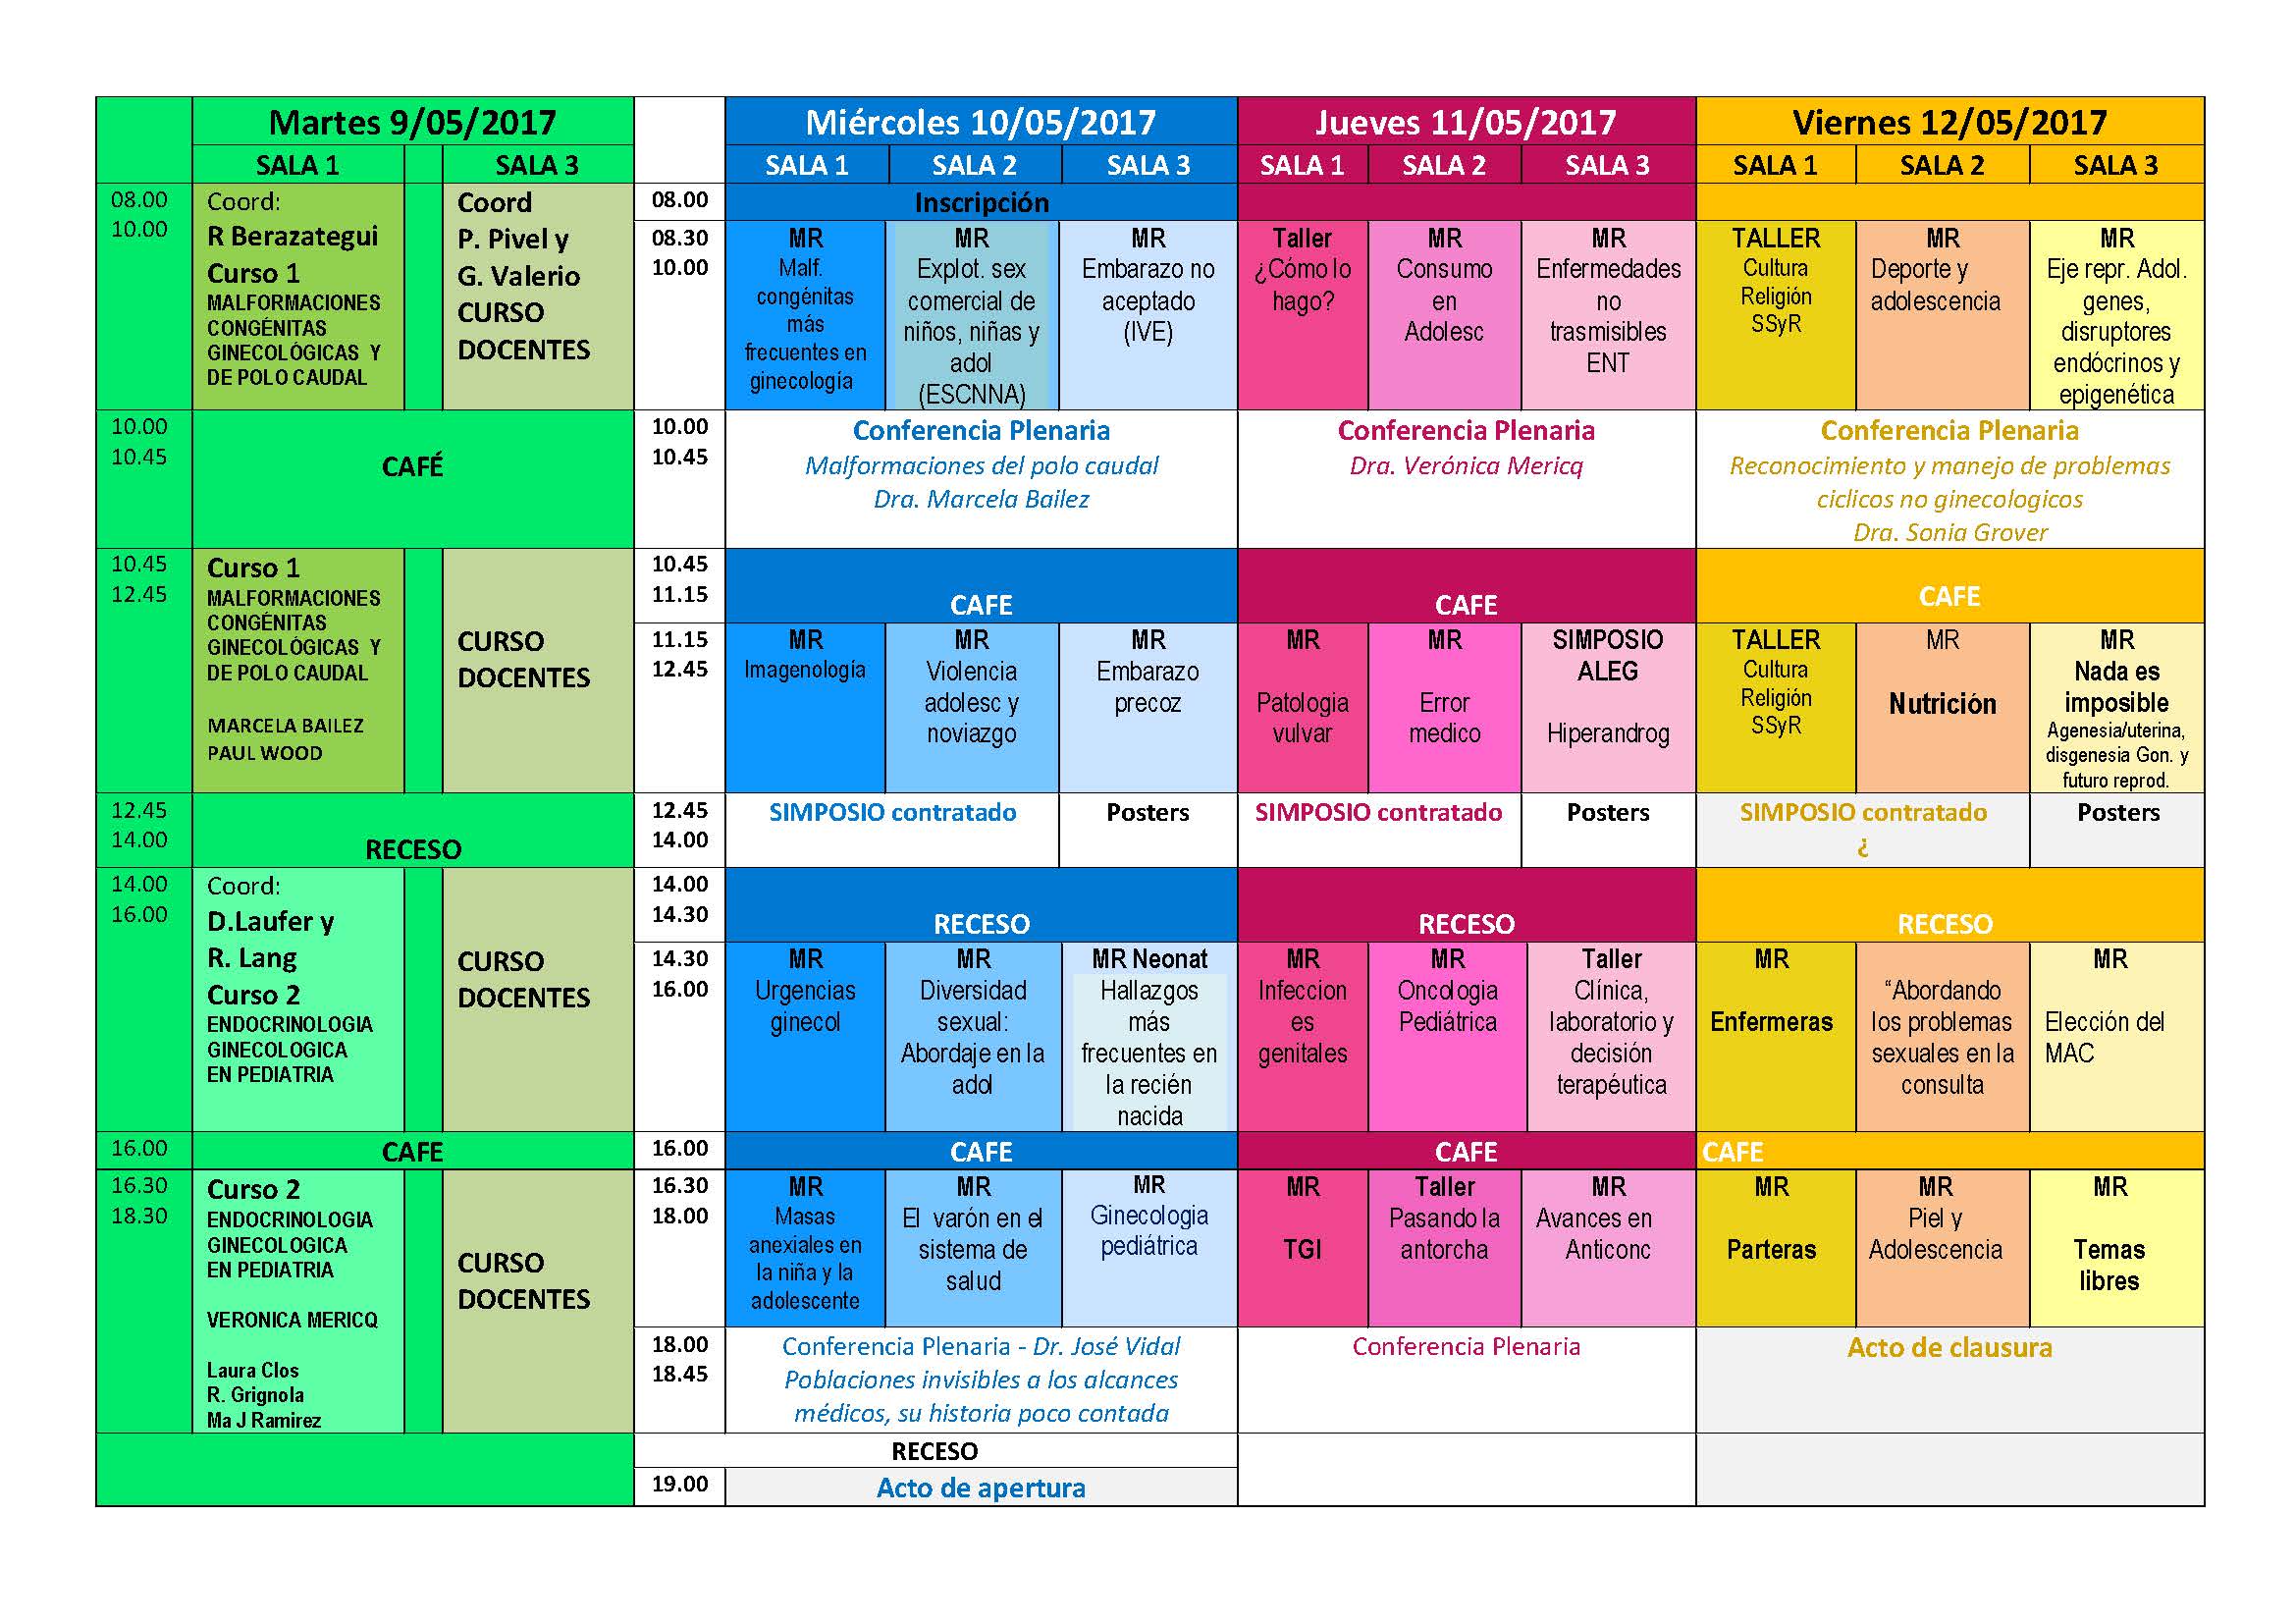 Martes 9/05/2017
Miércoles 10/05/2017
Jueves 11/05/2017
Viernes 12/05/2017
SALA 1
SALA 3
SALA 1
SALA 2
SALA 3
SALA 1
SALA 2
SALA 3
SALA 1
SALA 2
SALA 3
08.00
10.00
Coord:
R Berazategui
Curso 1
MALFORMACIONES
CONGÉNITAS
GINECOLÓGICAS Y
DE POLO CAUDAL
Coord
P. Pivel y
G. Valerio
CURSO
DOCENTES
08.00
Inscripción
08.30
10.00
MR
Malf.
congénitas
más
frecuentes en
ginecología
MR
Explot. sex
comercial de
niños, niñas y
adol
(ESCNNA)
MR
Embarazo no
aceptado
(IVE)
Taller
¿Cómo lo
hago?
MR
Consumo
en
Adolesc
MR
Enfermedades
no
trasmisibles
ENT
TALLER
Cultura
Religión
SSyR
MR
Deporte y
adolescencia
MR
Eje repr. Adol.
genes,
disruptores
endócrinos y
epigenética
10.00
10.45
CAFÉ
10.00
10.45
Conferencia Plenaria
Malformaciones del polo caudal
Dra. Marcela Bailez
Conferencia Plenaria
Dra. Verónica Mericq
Conferencia Plenaria
Reconocimiento y manejo de problemas
ciclicos no ginecologicos
Dra. Sonia Grover
10.45
12.45
Curso 1
MALFORMACIONES
CONGÉNITAS
GINECOLÓGICAS Y
DE POLO CAUDAL
MARCELA BAILEZ
PAUL WOOD
CURSO
DOCENTES
10.45
11.15
CAFE
CAFE
CAFE
11.15
12.45
MR
Imagenología
MR
Violencia
adolesc y
noviazgo
MR
Embarazo
precoz
MR
Patologia
vulvar
MR
Error
medico
SIMPOSIO
ALEG
Hiperandrog
TALLER
Cultura
Religión
SSyR
MR
Nutrición
MR
Nada es
imposible
Agenesia/uterina,
disgenesia Gon. y
futuro reprod.
12.45
14.00
RECESO
12.45
14.00
SIMPOSIO contratado
Posters
SIMPOSIO contratado
Posters
SIMPOSIO contratado
¿
Posters
14.00
16.00
Coord:
D.Laufer y
R. Lang
Curso 2
ENDOCRINOLOGIA
GINECOLOGICA
EN PEDIATRIA
CURSO
DOCENTES
14.00
14.30
RECESO
RECESO
RECESO
14.30
16.00
MR
Urgencias
ginecol
MR
Diversidad
sexual:
Abordaje en la
adol
MR Neonat
Hallazgos
más
frecuentes en
la recién
nacida
MR
Infeccion
es
genitales
MR
Oncologia
Pediátrica
Taller
Clínica,
laboratorio y
decisión
terapéutica
MR
Enfermeras
“Abordando
los problemas
sexuales en la
consulta
MR
Elección del
MAC
16.00
CAFE
16.00
CAFE
CAFE
CAFE
16.30
18.30
Curso 2
ENDOCRINOLOGIA
GINECOLOGICA
EN PEDIATRIA
VERONICA MERICQ
Laura Clos
R. Grignola
Ma J Ramirez
CURSO
DOCENTES
16.30
18.00
MR
Masas
anexiales en
la niña y la
adolescente
MR
El varón en el
sistema de
salud
MR
Ginecologia
pediátrica
MR
TGI
Taller
Pasando la
antorcha
MR
Avances en
Anticonc
MR
Parteras
MR
Piel y
Adolescencia
MR
Temas
libres
18.00
18.45
Conferencia Plenaria - Dr. José Vidal
Poblaciones invisibles a los alcances
médicos, su historia poco contada
Conferencia Plenaria
Acto de clausura
RECESO
19.00
Acto de apertura